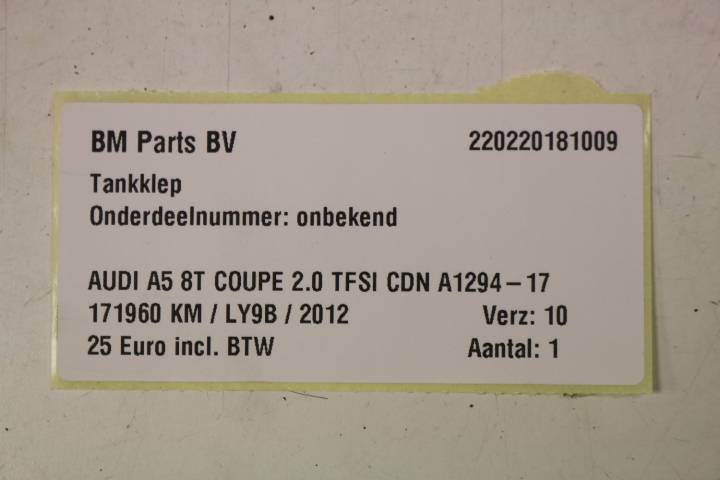 BM Parts BV 220220181009
Tankklep
Onderdeelnummer: onbekend
AUDI A5 8T COUPE 2.0 TFSI CDN A1294-17
171960 KM / LY9B / 2012 Verz: 10
25 Euro incl. BTW Aantal: 1